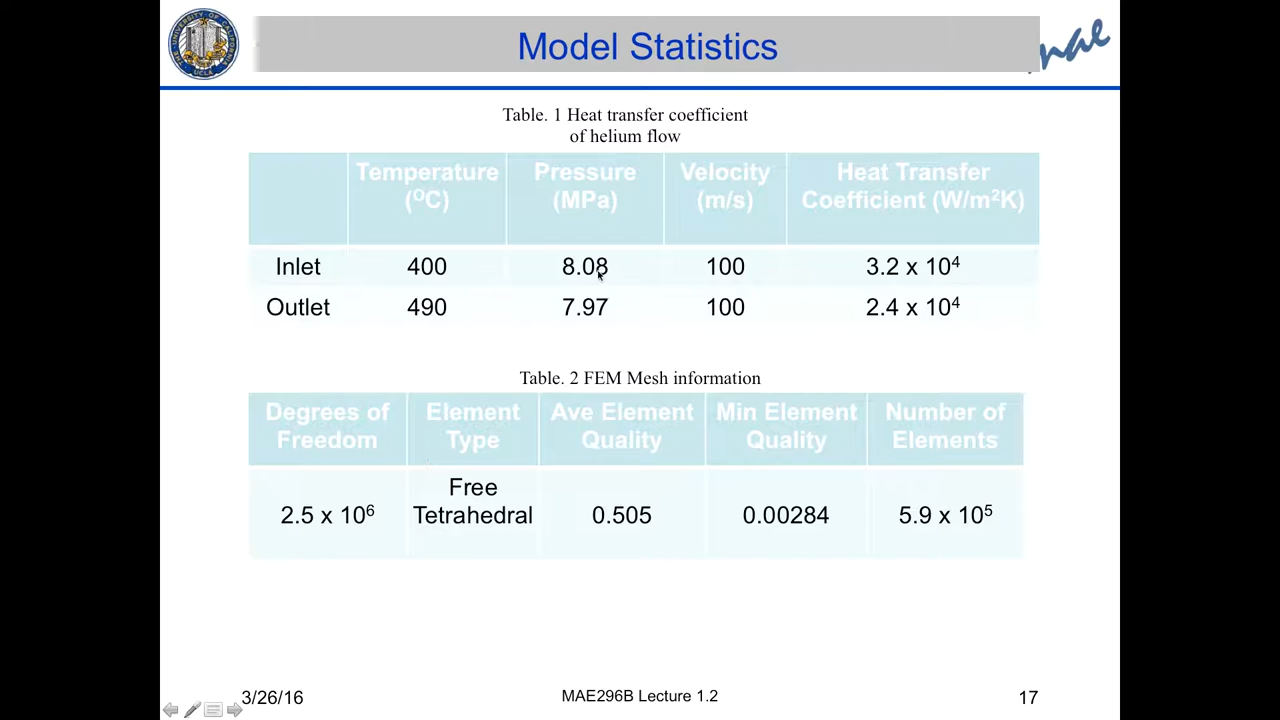 Model Statistics
Table. 1 Heat transfer coefficient
of helium flow
Temperature (ᴼC) Pressure (MPa) Velocity (m/s) Heat Transfer Coefficient (W/m²K)
Inlet 400 8.08 100 3.2 x 10⁴
Outlet 490 7.97 100 2.4 x 10⁴
Table. 2 FEM Mesh information
Degrees of Freedom Element Type Ave Element Quality Min Element Quality Number of Elements
2.5 x 10⁶ Free Tetrahedral 0.505 0.00284 5.9 x 10⁵
3/26/16 MAE296B Lecture 1.2 17